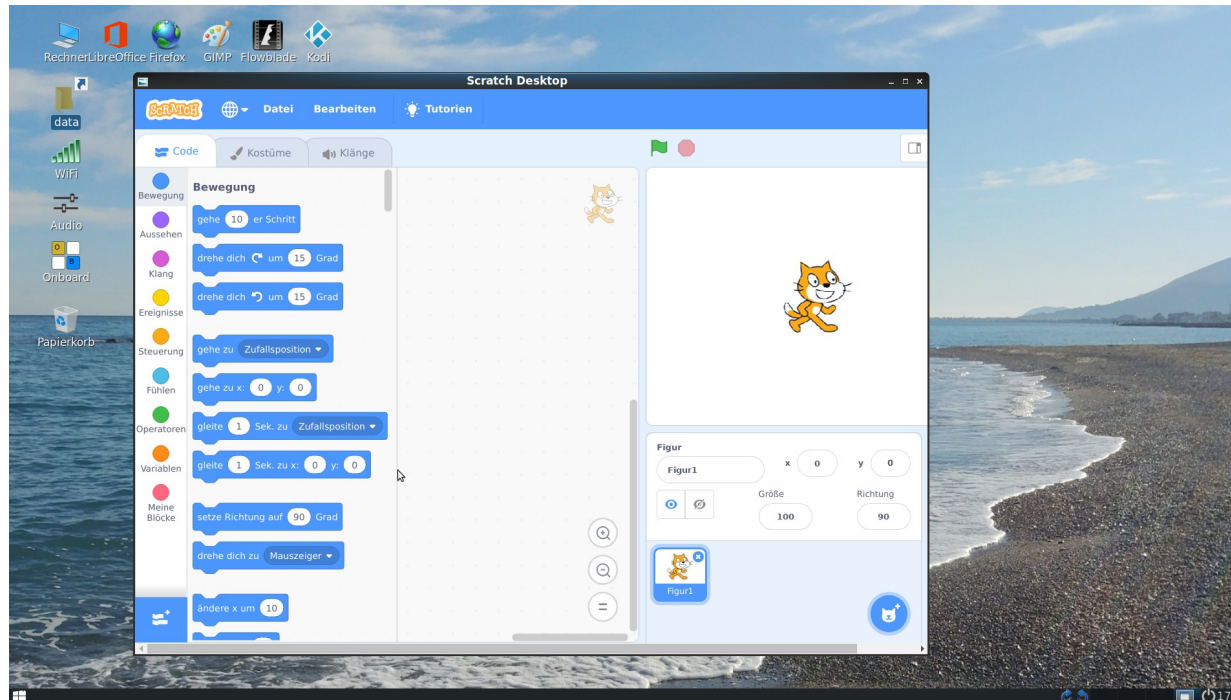 Rechner LibreOffice Firefox GIMP Flowblade Kodi
data
WiFi
Audio
O
B
Onboard
Papierkorb
Scratch Desktop
SCRATCH Datei Bearbeiten Tutorien
Code Kostüme Klänge
Bewegung
Aussehen
Klang
Ereignisse
Steuerung
Fühlen
Operatoren
Variablen
Meine
Blöcke
Bewegung
gehe 10 er Schritt
drehe dich um 15 Grad
drehe dich um 15 Grad
gehe zu Zufallsposition
gehe zu x: 0 y: 0
gleite 1 Sek. zu Zufallsposition
gleite 1 Sek. zu x: 0 y: 0
setze Richtung auf 90 Grad
drehe dich zu Mauszeiger
ändere x um 10
Figur
Figur1 x 0 y 0
Größe Richtung
100 90
Figur1